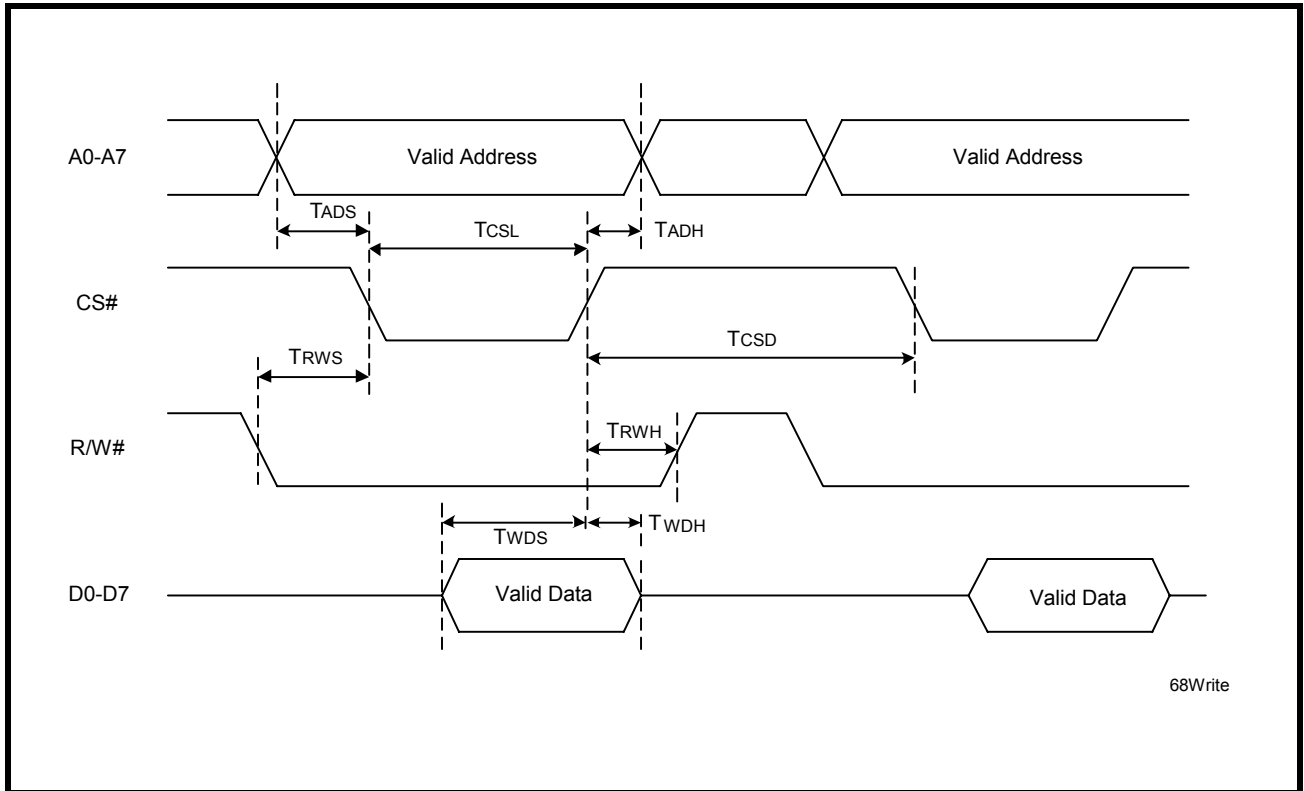 A0-A7
Valid Address
Valid Address
TADS
TCSL
TADH
CS#
TCSD
TRWS
R/W#
TRWH
TWDS
TWDH
D0-D7
Valid Data
Valid Data
68Write